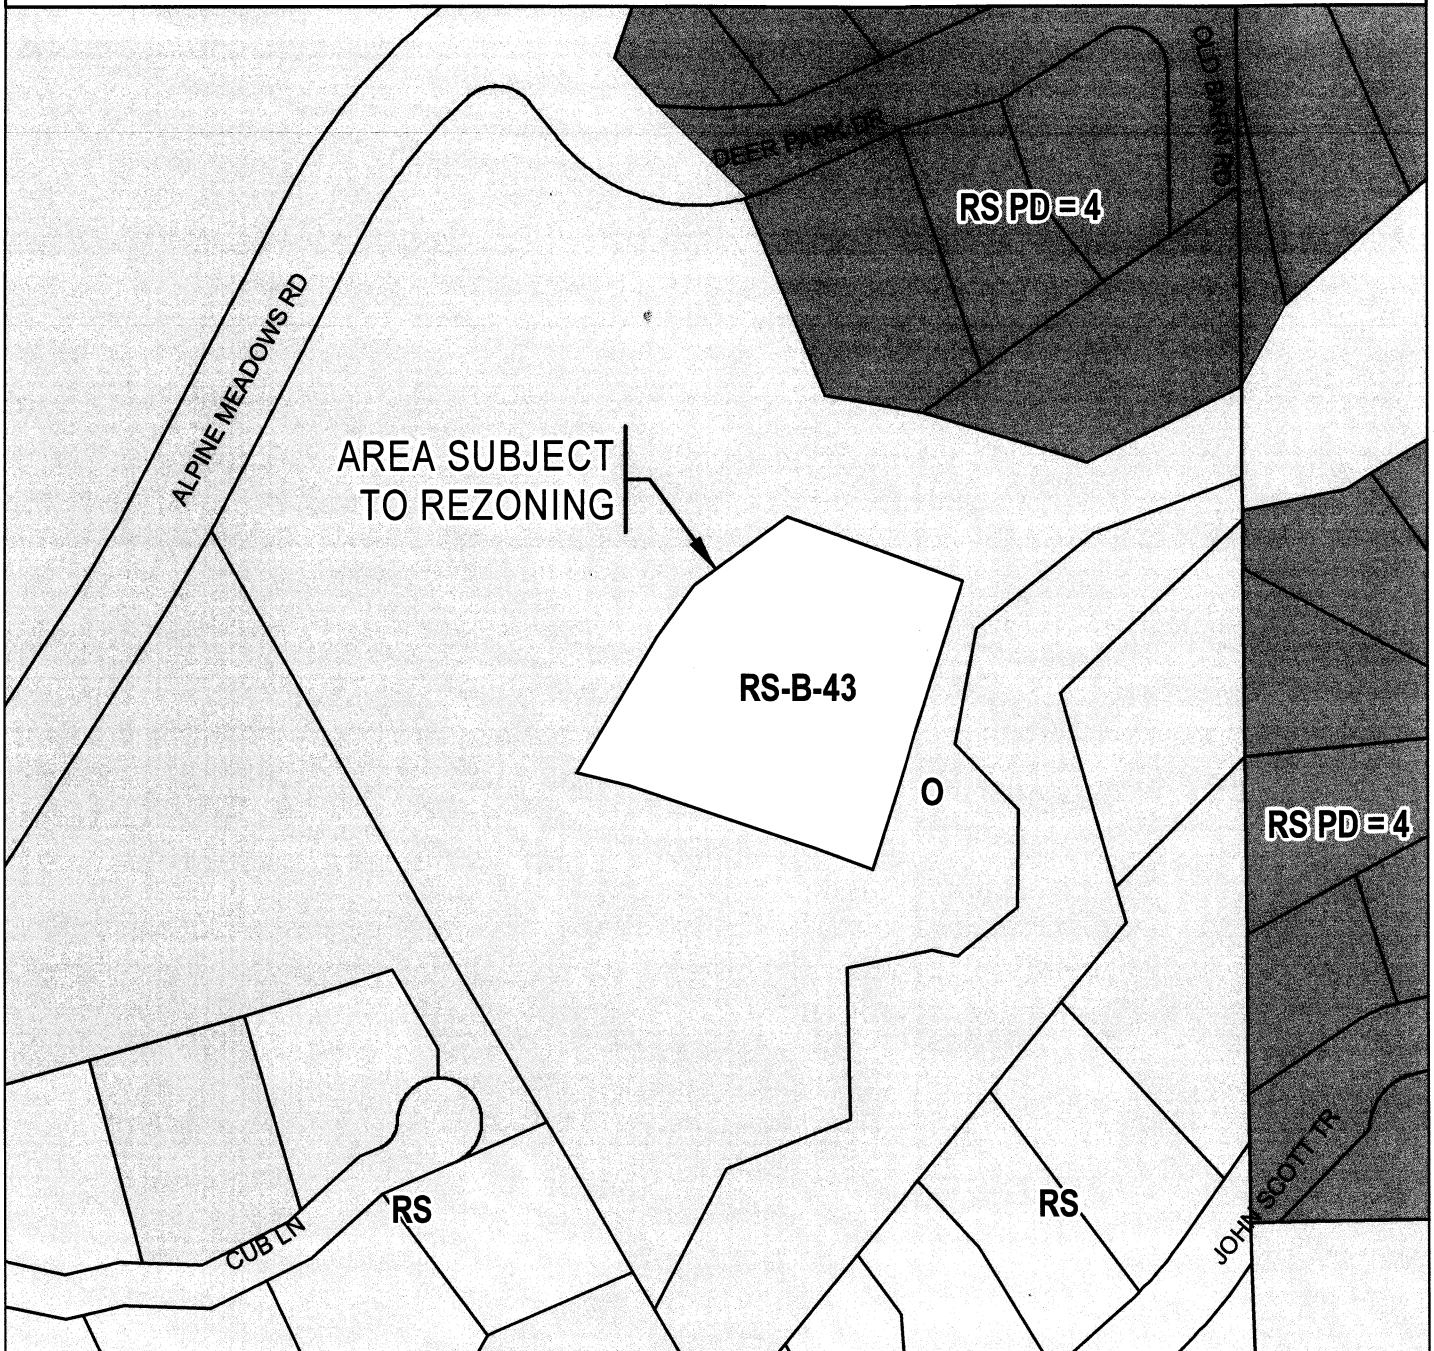 OLD BARN RD
DEER PARK DR
RS PD = 4
ALPINE MEADOWS RD
AREA SUBJECT
TO REZONING
RS-B-43
O
RS PD = 4
JOHN SCOTT TR
RS
RS
CUB LN